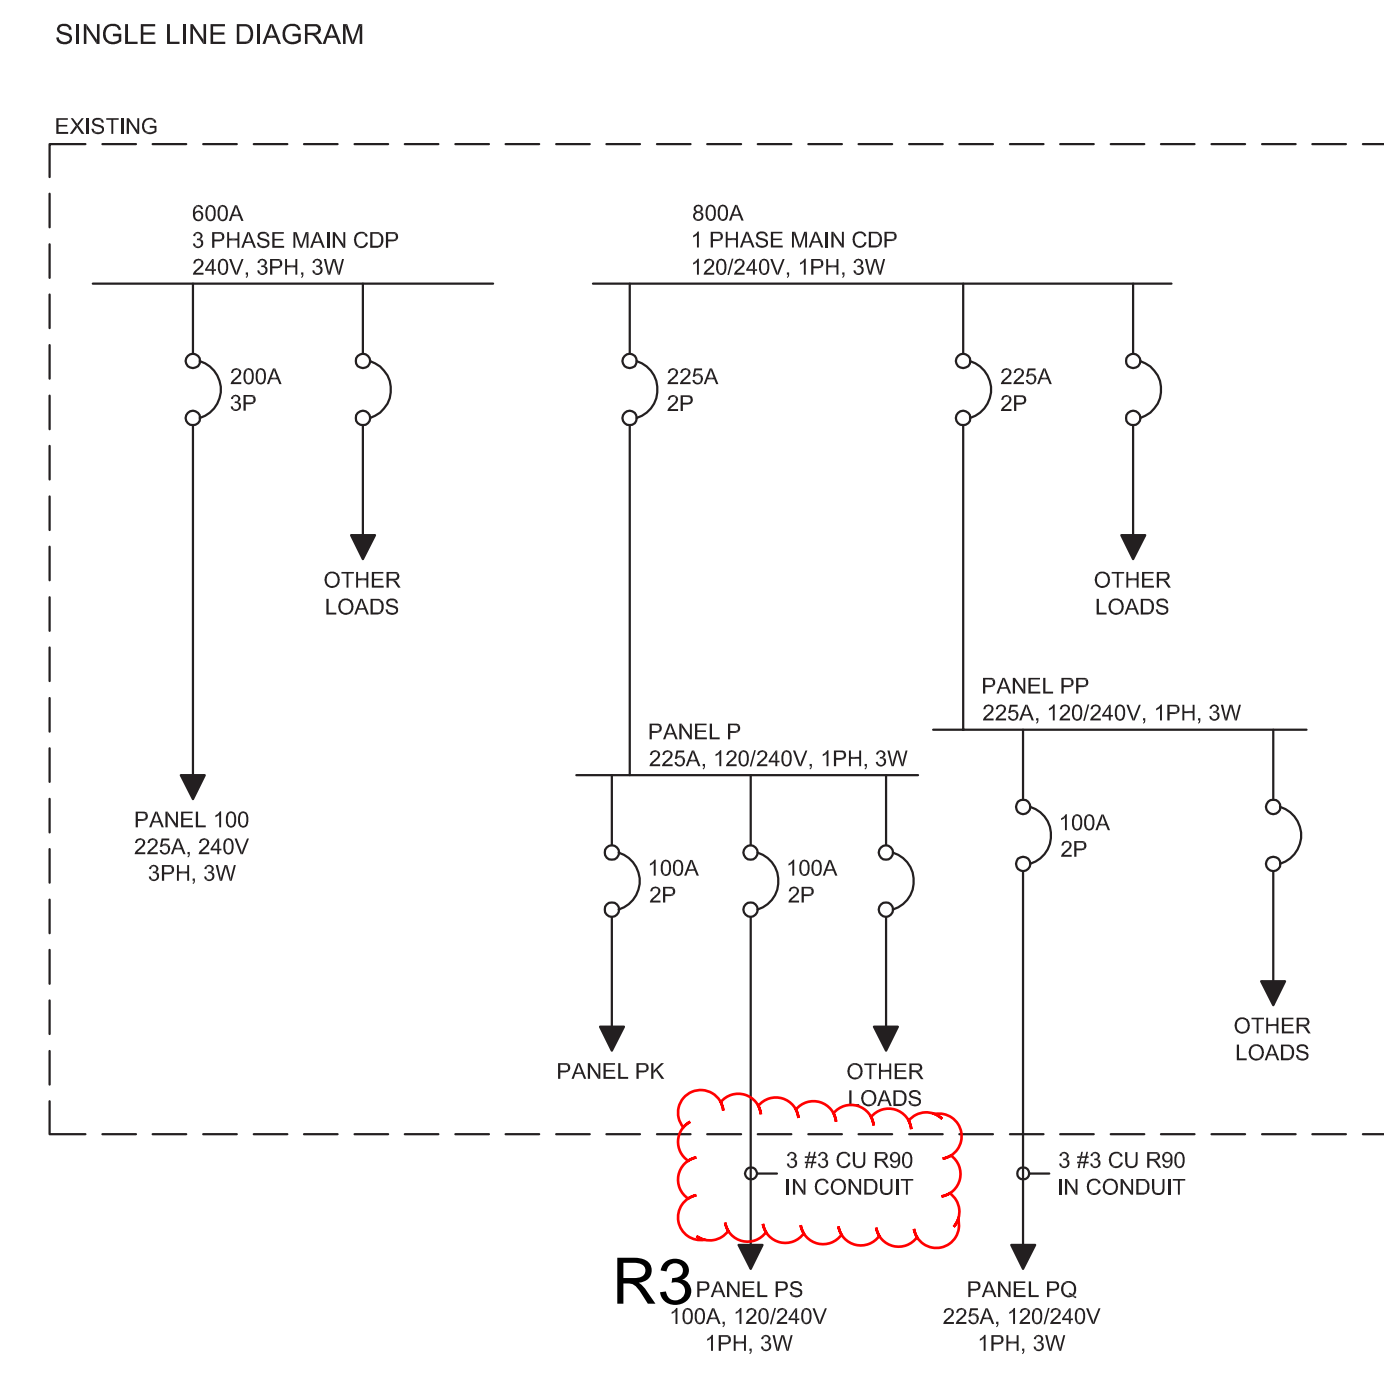 SINGLE LINE DIAGRAM
EXISTING
600A
3 PHASE MAIN CDP
240V, 3PH, 3W
800A
1 PHASE MAIN CDP
120/240V, 1PH, 3W
200A
3P
225A
2P
225A
2P
OTHER
LOADS
OTHER
LOADS
PANEL PP
225A, 120/240V, 1PH, 3W
PANEL P
225A, 120/240V, 1PH, 3W
PANEL 100
225A, 240V
3PH, 3W
100A
2P
100A
2P
100A
2P
OTHER
LOADS
PANEL PK
OTHER
LOADS
3 #3 CU R90
IN CONDUIT
3 #3 CU R90
IN CONDUIT
R3
PANEL PS
100A, 120/240V
1PH, 3W
PANEL PQ
225A, 120/240V
1PH, 3W